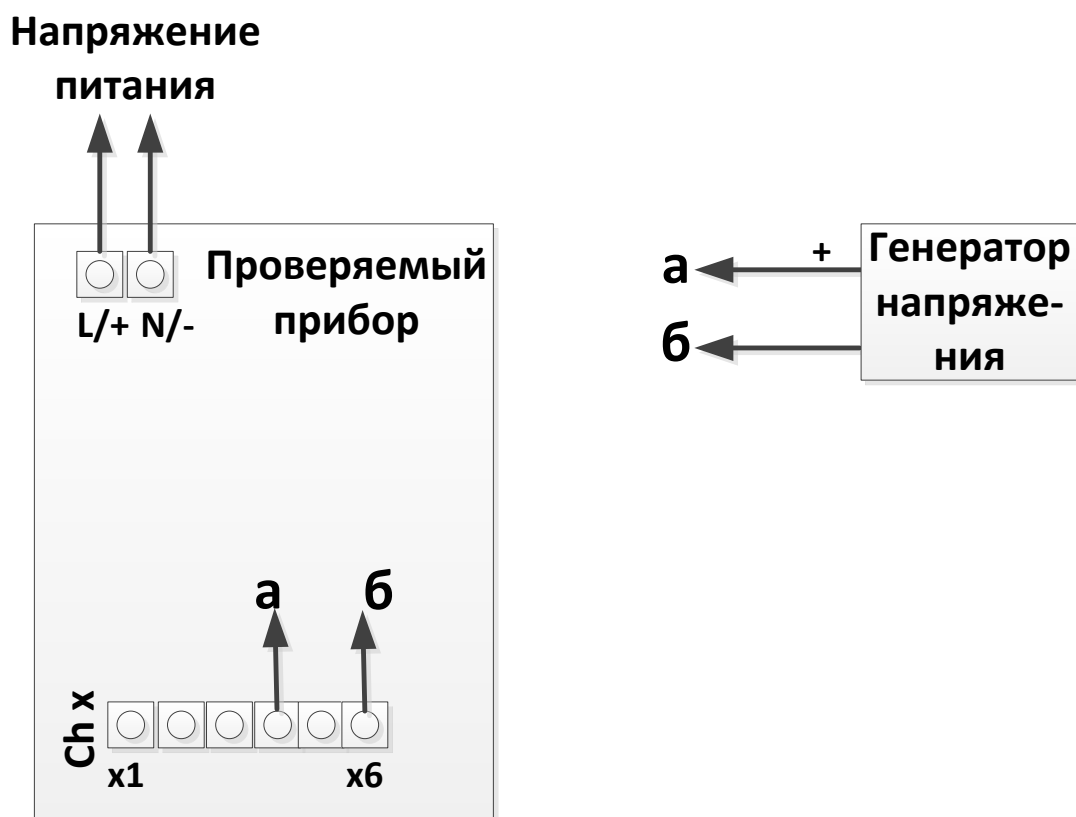 Напряжение
питания
L/+ N/-
Проверяемый
прибор
а
б
Ch x
x1
x6
а
+
б
Генератор
напряже-
ния